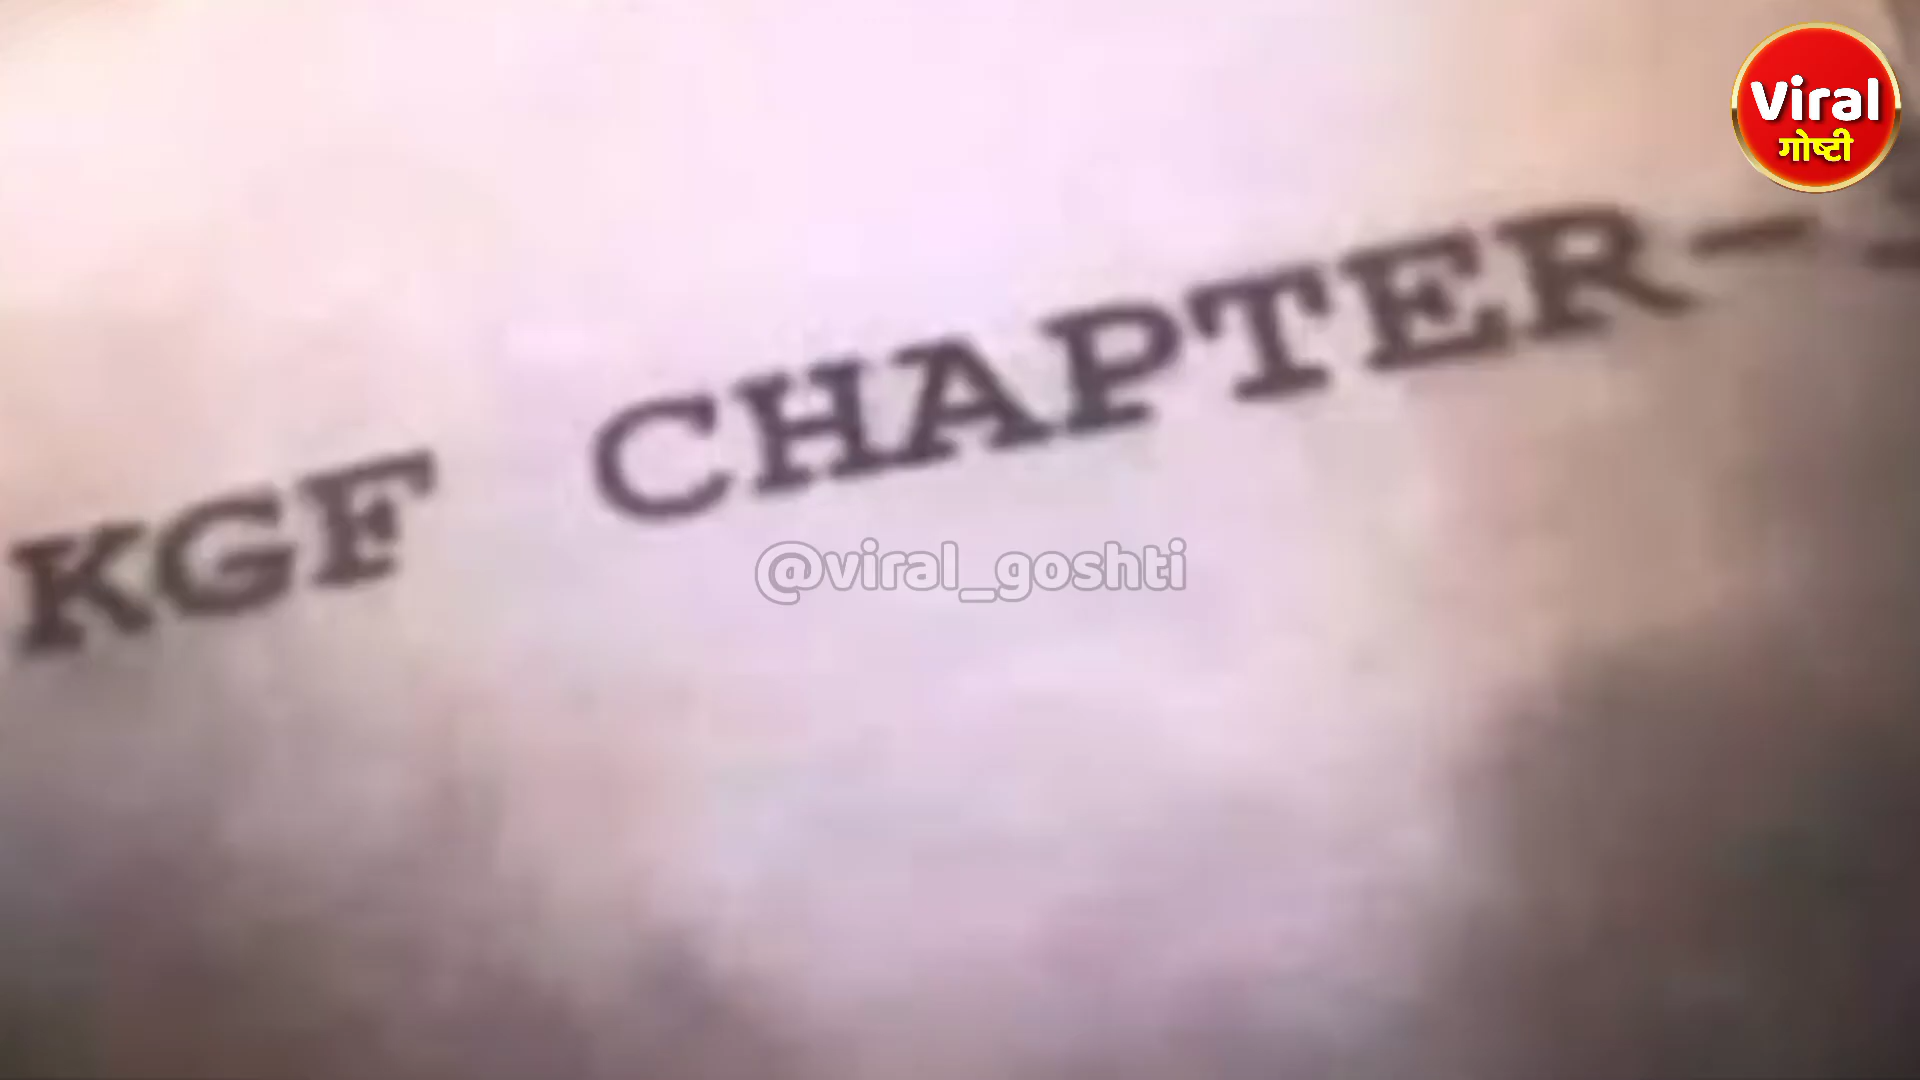 Viral
गोष्टी
KGF CHAPTER-
@viral_goshti